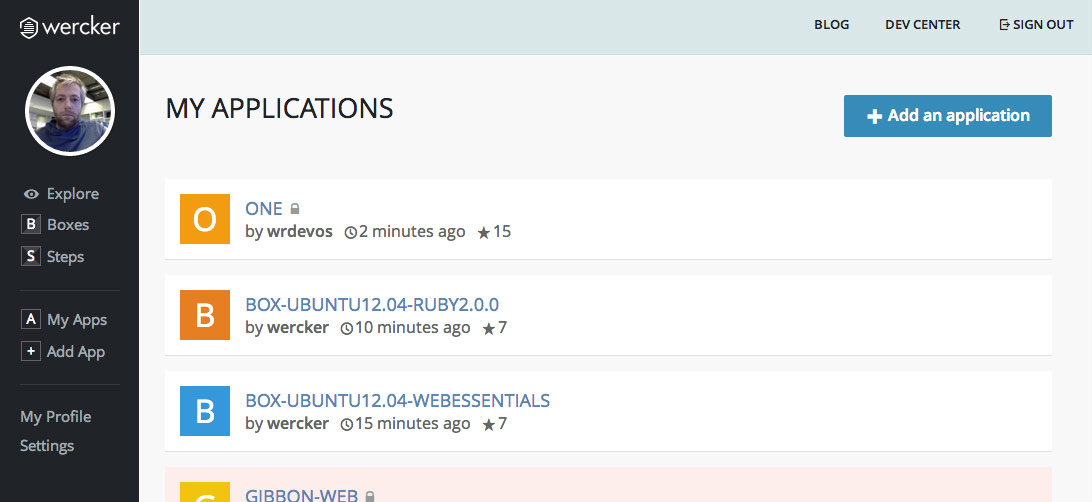 wercker
BLOG DEV CENTER SIGN OUT
Explore
B Boxes
S Steps
A My Apps
+ Add App
My Profile
Settings
MY APPLICATIONS
+ Add an application
O
ONE
by wrdevos 2 minutes ago ★15
B
BOX-UBUNTU12.04-RUBY2.0.0
by wercker 10 minutes ago ★7
B
BOX-UBUNTU12.04-WEBESSENTIALS
by wercker 15 minutes ago ★7
G
GIBBON-WEB